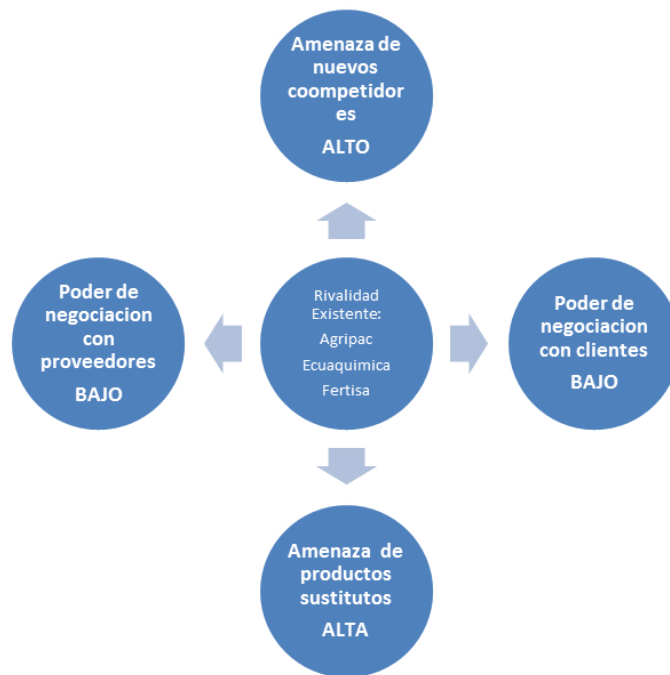 Amenaza de
nuevos
coompetidor
es
ALTO
Poder de
negociacion
con
proveedores
BAJO
Rivalidad
Existente:
Agripac
Ecuaquimica
Fertisa
Poder de
negociacion
con clientes
BAJO
Amenaza de
productos
sustitutos
ALTA